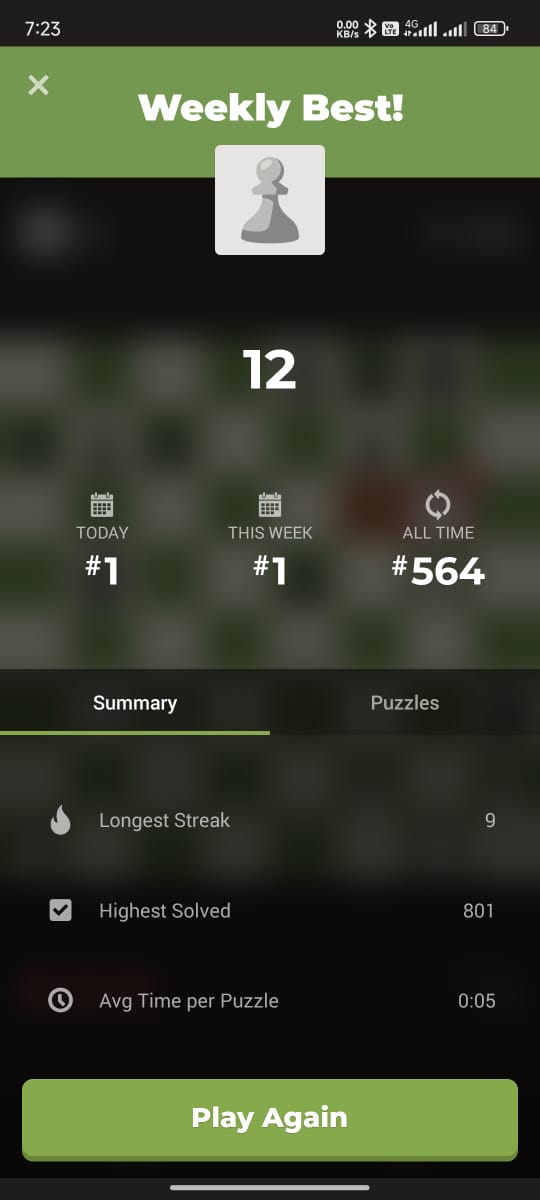 7:23
0.00 KB/s
Vo LTE
4G
84
Weekly Best!
12
TODAY
THIS WEEK
ALL TIME
#1
#1
#564
Summary
Puzzles
Longest Streak
9
Highest Solved
801
Avg Time per Puzzle
0:05
Play Again